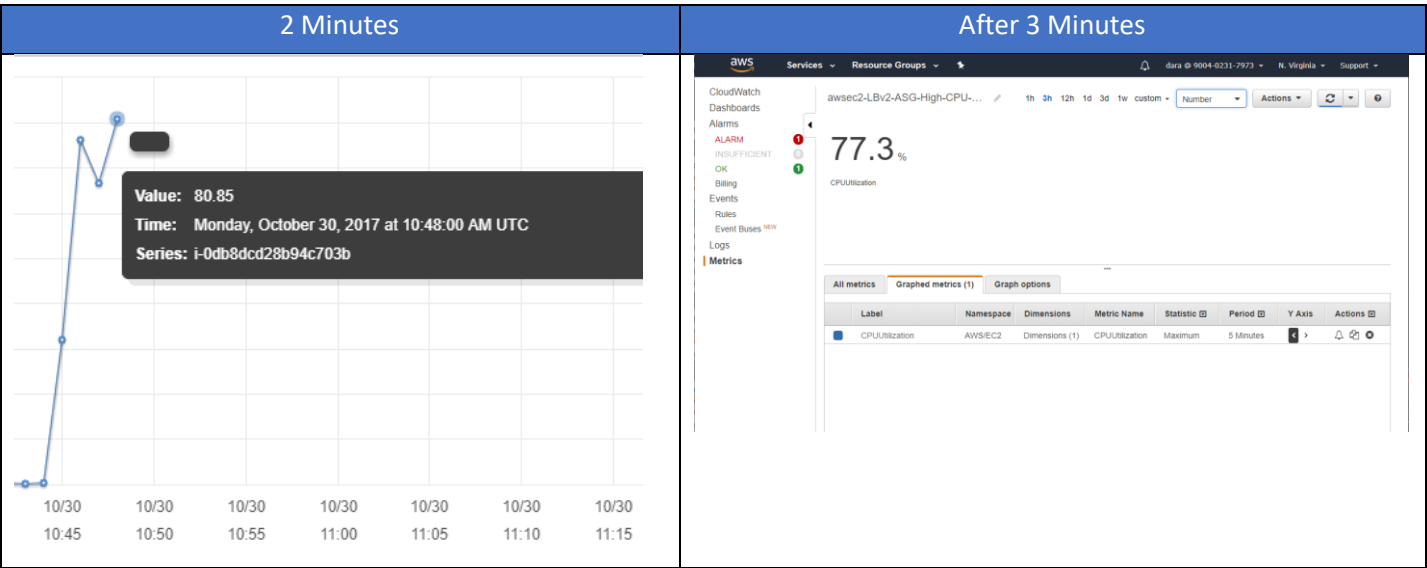 2 Minutes
After 3 Minutes
Value: 80.85
Time: Monday, October 30, 2017 at 10:48:00 AM UTC
Series: i-0db8dcd28b94c703b
10/30 10/30 10/30 10/30 10/30 10/30 10/30
10:45 10:50 10:55 11:00 11:05 11:10 11:15
aws Services Resource Groups dara @ 9004-0231-7973 N. Virginia Support
CloudWatch
Dashboards
Alarms
ALARM 1
INSUFFICIENT 0
OK 1
Billing
Events
Rules
Event Buses NEW
Logs
Metrics
awsec2-LBv2-ASG-High-CPU-... 1h 3h 12h 1d 3d 1w custom Number Actions
77.3 %
CPUUtilization
All metrics Graphed metrics (1) Graph options
Label Namespace Dimensions Metric Name Statistic Period Y Axis Actions
CPUUtilization AWS/EC2 Dimensions (1) CPUUtilization Maximum 5 Minutes < >